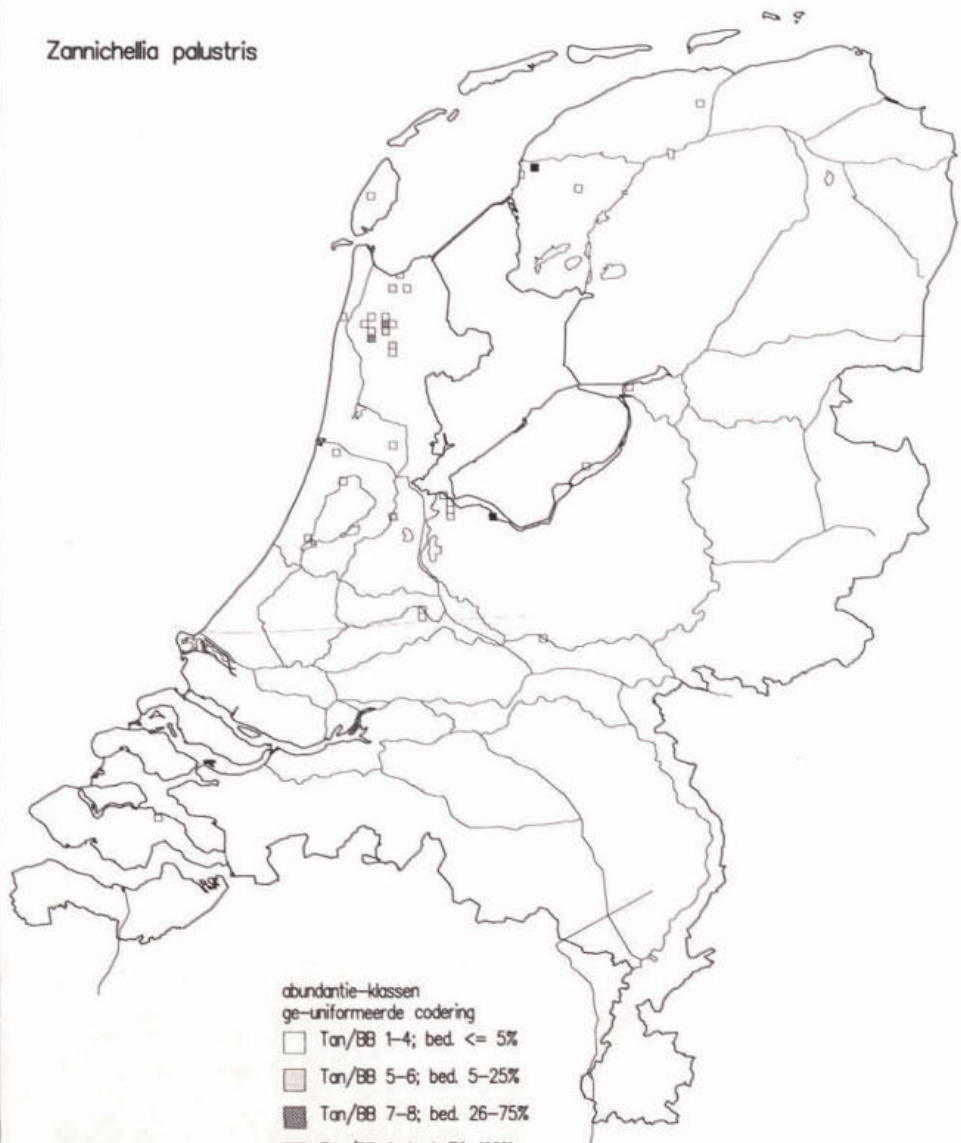 Zannichellia palustris
abundantie-klassen
ge-uniformeerde codering
Tan/BB 1-4; bed. <= 5%
Tan/BB 5-6; bed. 5-25%
Tan/BB 7-8; bed. 26-75%